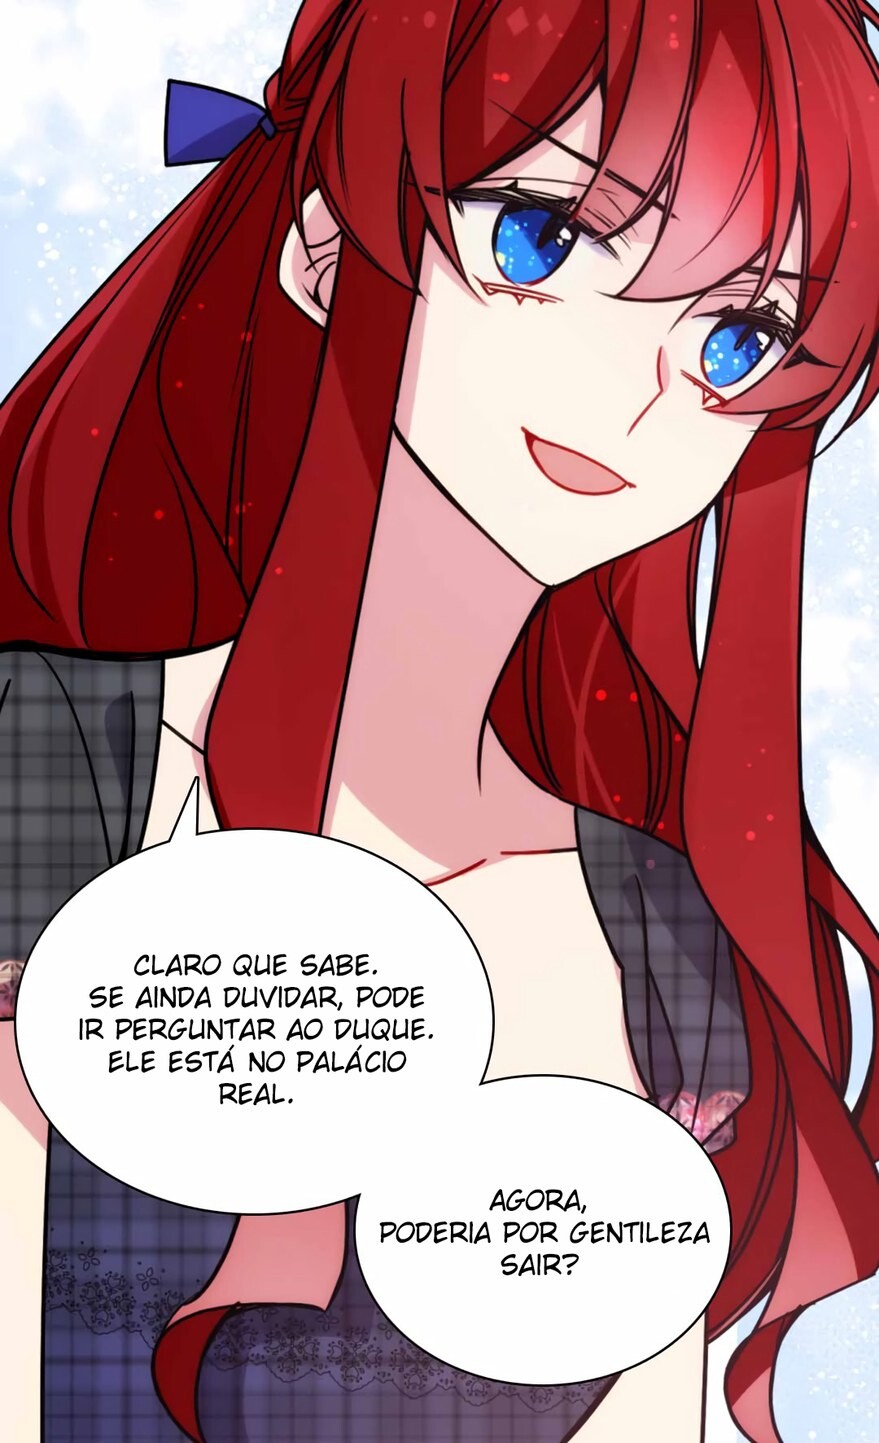 CLARO QUE SABE.
SE AINDA DUVIDAR, PODE
IR PERGUNTAR AO DUQUE.
ELE ESTÁ NO PALÁCIO
REAL.
AGORA,
PODERIA POR GENTILEZA
SAIR?